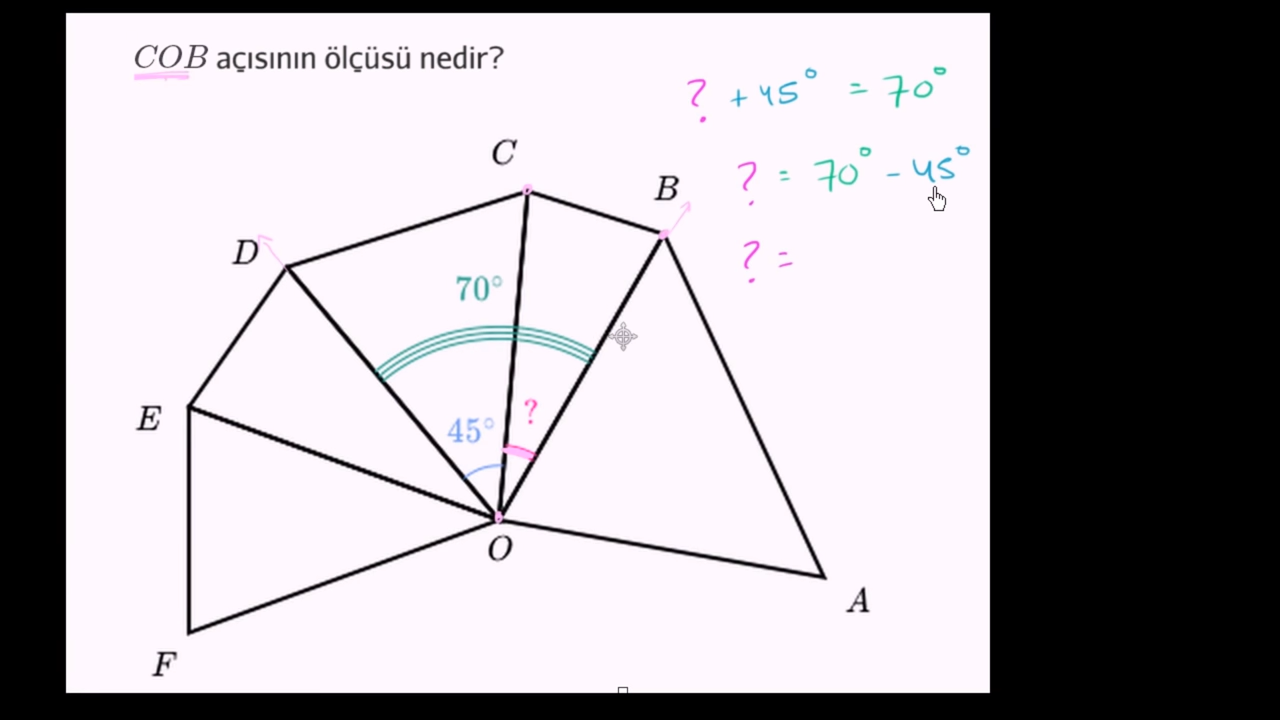 COB açısının ölçüsü nedir?
? + 45° = 70°
? = 70° - 45°
? =
C
B
D
70°
E
45°
?
O
A
F